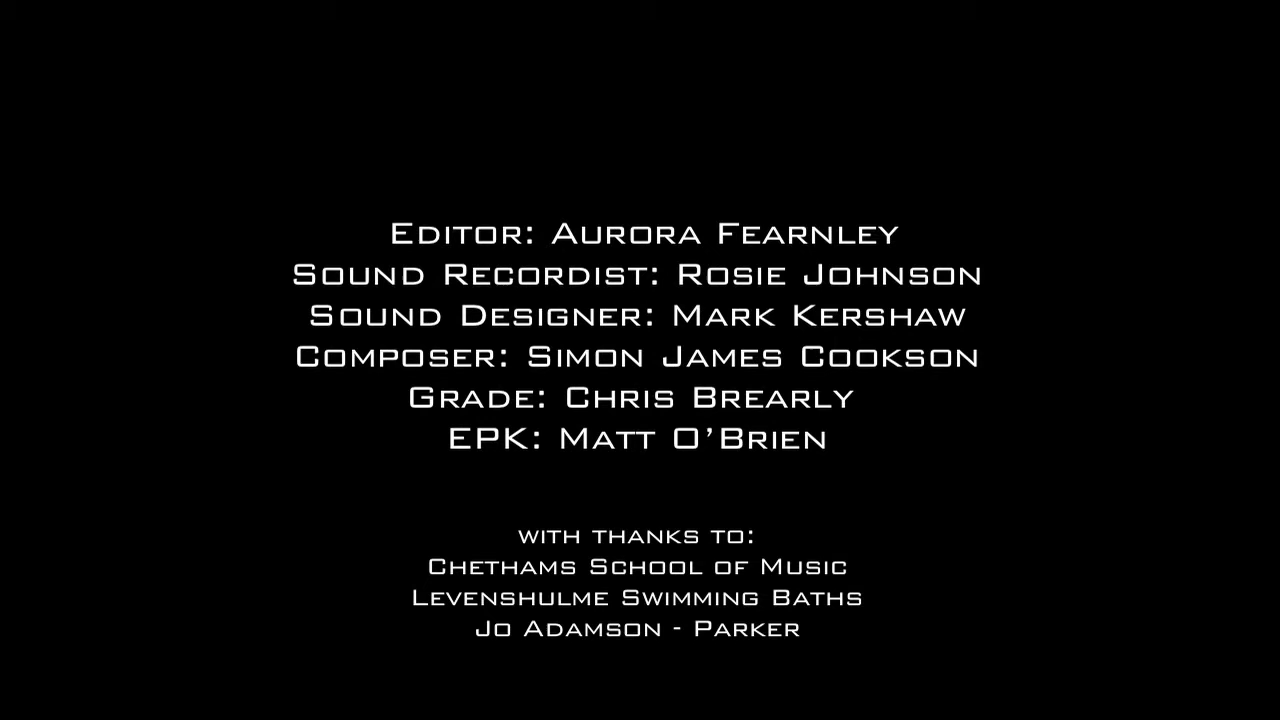 Editor: Aurora Fearnley
Sound Recordist: Rosie Johnson
Sound Designer: Mark Kershaw
Composer: Simon James Cookson
Grade: Chris Brearly
EPK: Matt O’Brien
with thanks to:
Chethams School of Music
Levenshulme Swimming Baths
Jo Adamson - Parker